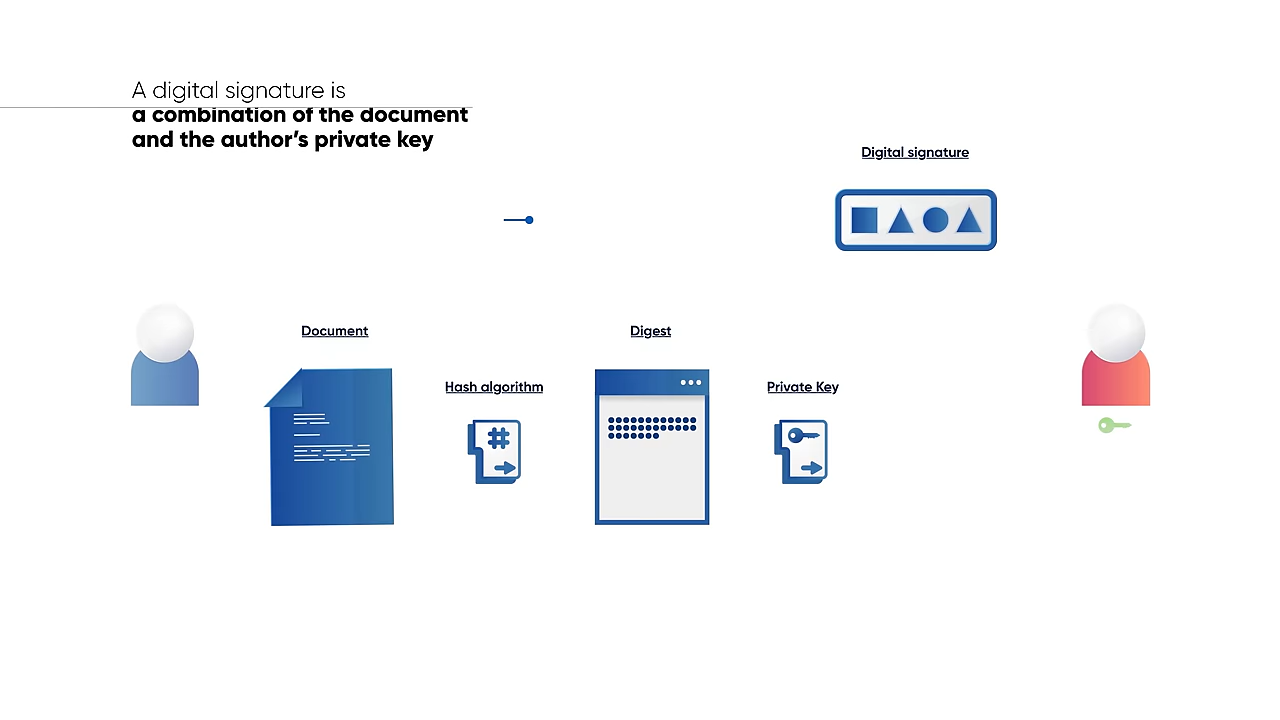 A digital signature is
a combination of the document
and the author's private key
Digital signature
Document
Digest
Hash algorithm
Private Key